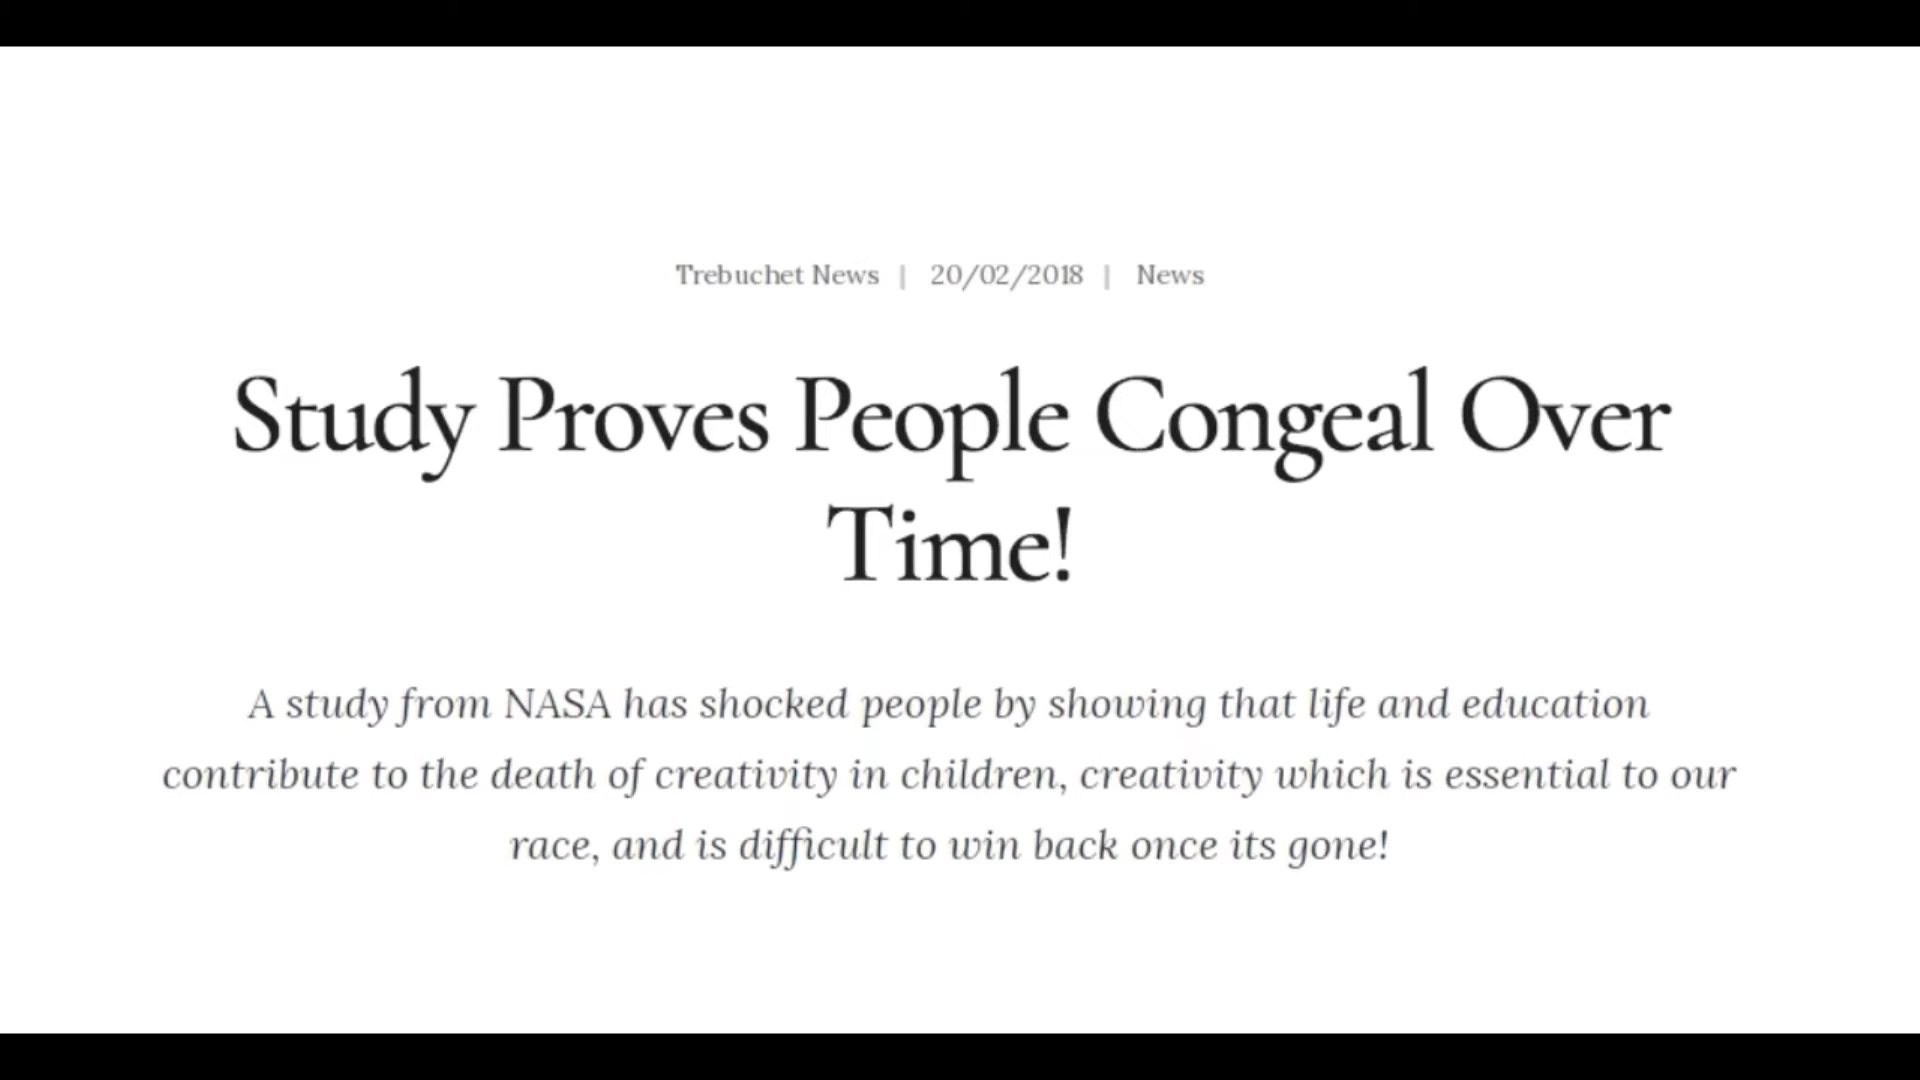 Trebuchet News | 20/02/2018 | News
Study Proves People Congeal Over
Time!
A study from NASA has shocked people by showing that life and education
contribute to the death of creativity in children, creativity which is essential to our
race, and is difficult to win back once its gone!